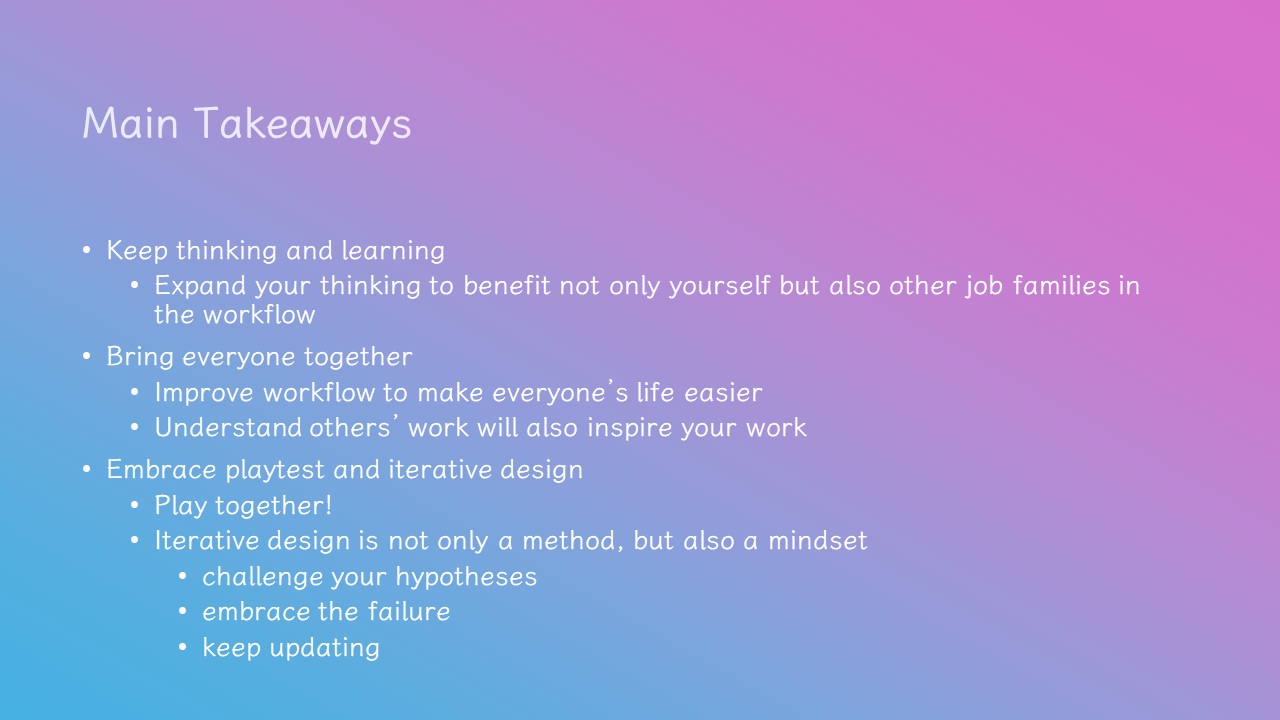 Main Takeaways
• Keep thinking and learning
• Expand your thinking to benefit not only yourself but also other job families in
the workflow
• Bring everyone together
• Improve workflow to make everyone’s life easier
• Understand others’ work will also inspire your work
• Embrace playtest and iterative design
• Play together!
• Iterative design is not only a method, but also a mindset
• challenge your hypotheses
• embrace the failure
• keep updating